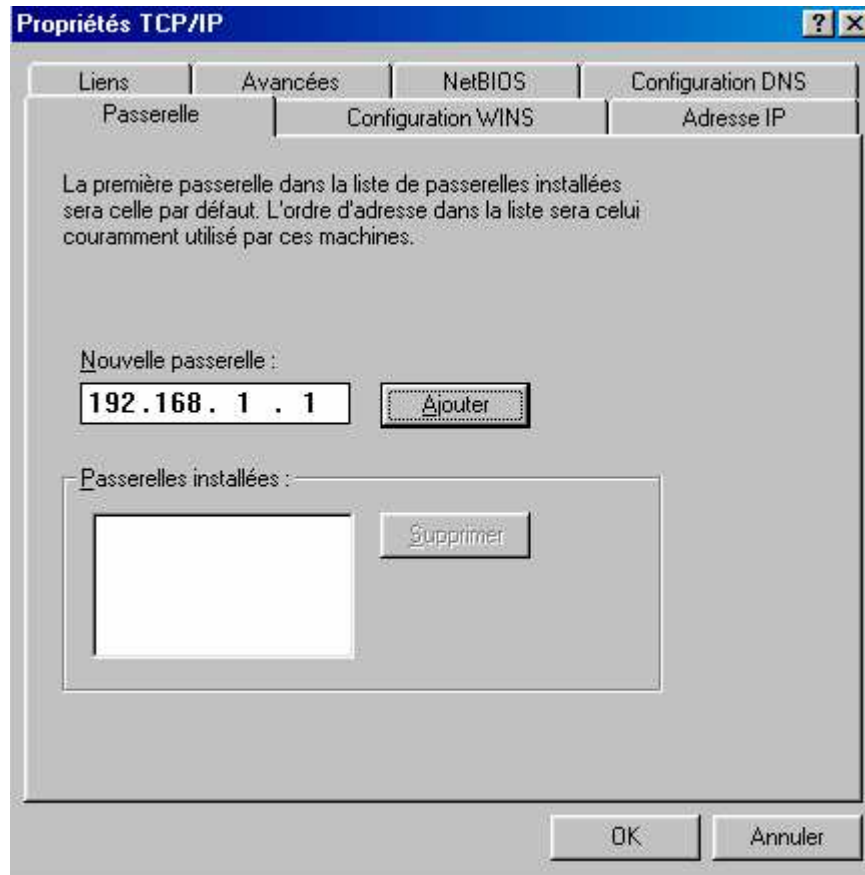 Propriétés TCP/IP
Liens Avancées NetBIOS Configuration DNS
Passerelle Configuration WINS Adresse IP
La première passerelle dans la liste de passerelles installées
sera celle par défaut. L'ordre d'adresse dans la liste sera celui
couramment utilisé par ces machines.
Nouvelle passerelle :
192.168. 1 . 1 Ajouter
Passerelles installées :
Supprimer
OK Annuler